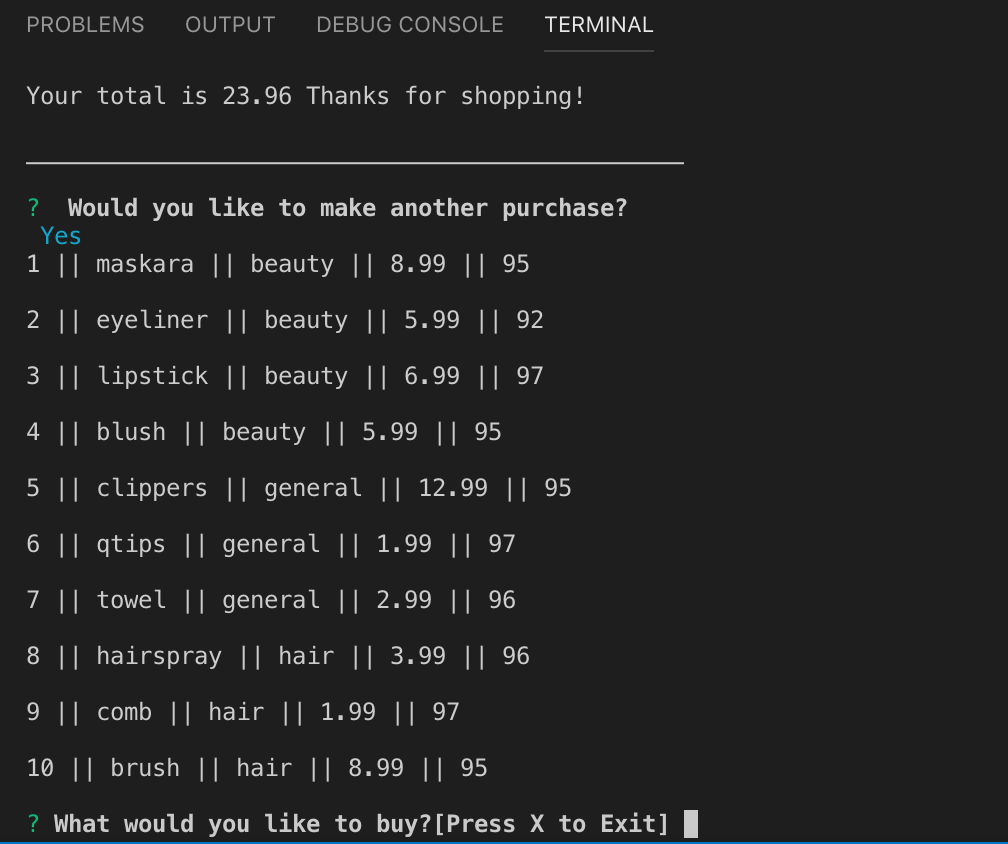 PROBLEMS OUTPUT DEBUG CONSOLE TERMINAL
Your total is 23.96 Thanks for shopping!
? Would you like to make another purchase?
Yes
1 || maskara || beauty || 8.99 || 95
2 || eyeliner || beauty || 5.99 || 92
3 || lipstick || beauty || 6.99 || 97
4 || blush || beauty || 5.99 || 95
5 || clippers || general || 12.99 || 95
6 || qtips || general || 1.99 || 97
7 || towel || general || 2.99 || 96
8 || hairspray || hair || 3.99 || 96
9 || comb || hair || 1.99 || 97
10 || brush || hair || 8.99 || 95
? What would you like to buy?[Press X to Exit]